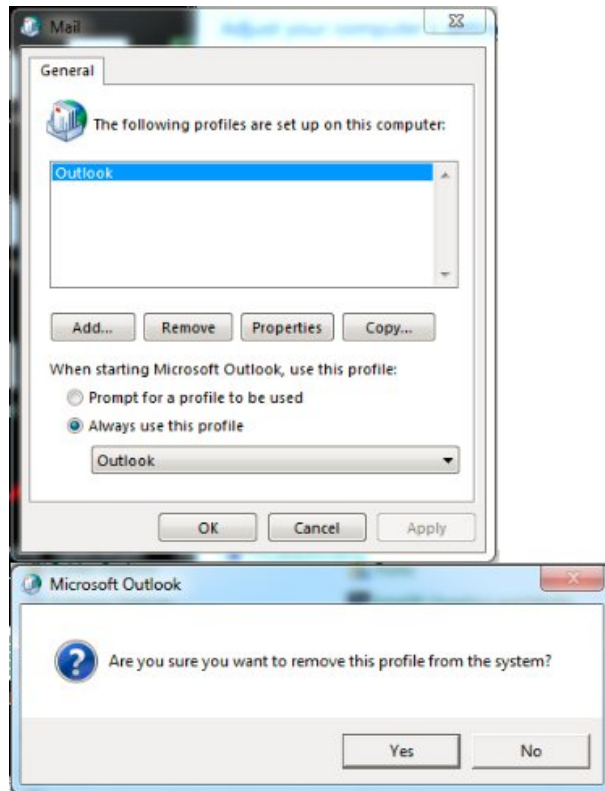 Mail
General
The following profiles are set up on this computer:
Outlook
Add... Remove Properties Copy...
When starting Microsoft Outlook, use this profile:
Prompt for a profile to be used
Always use this profile
Outlook
OK Cancel Apply
Microsoft Outlook
Are you sure you want to remove this profile from the system?
Yes No